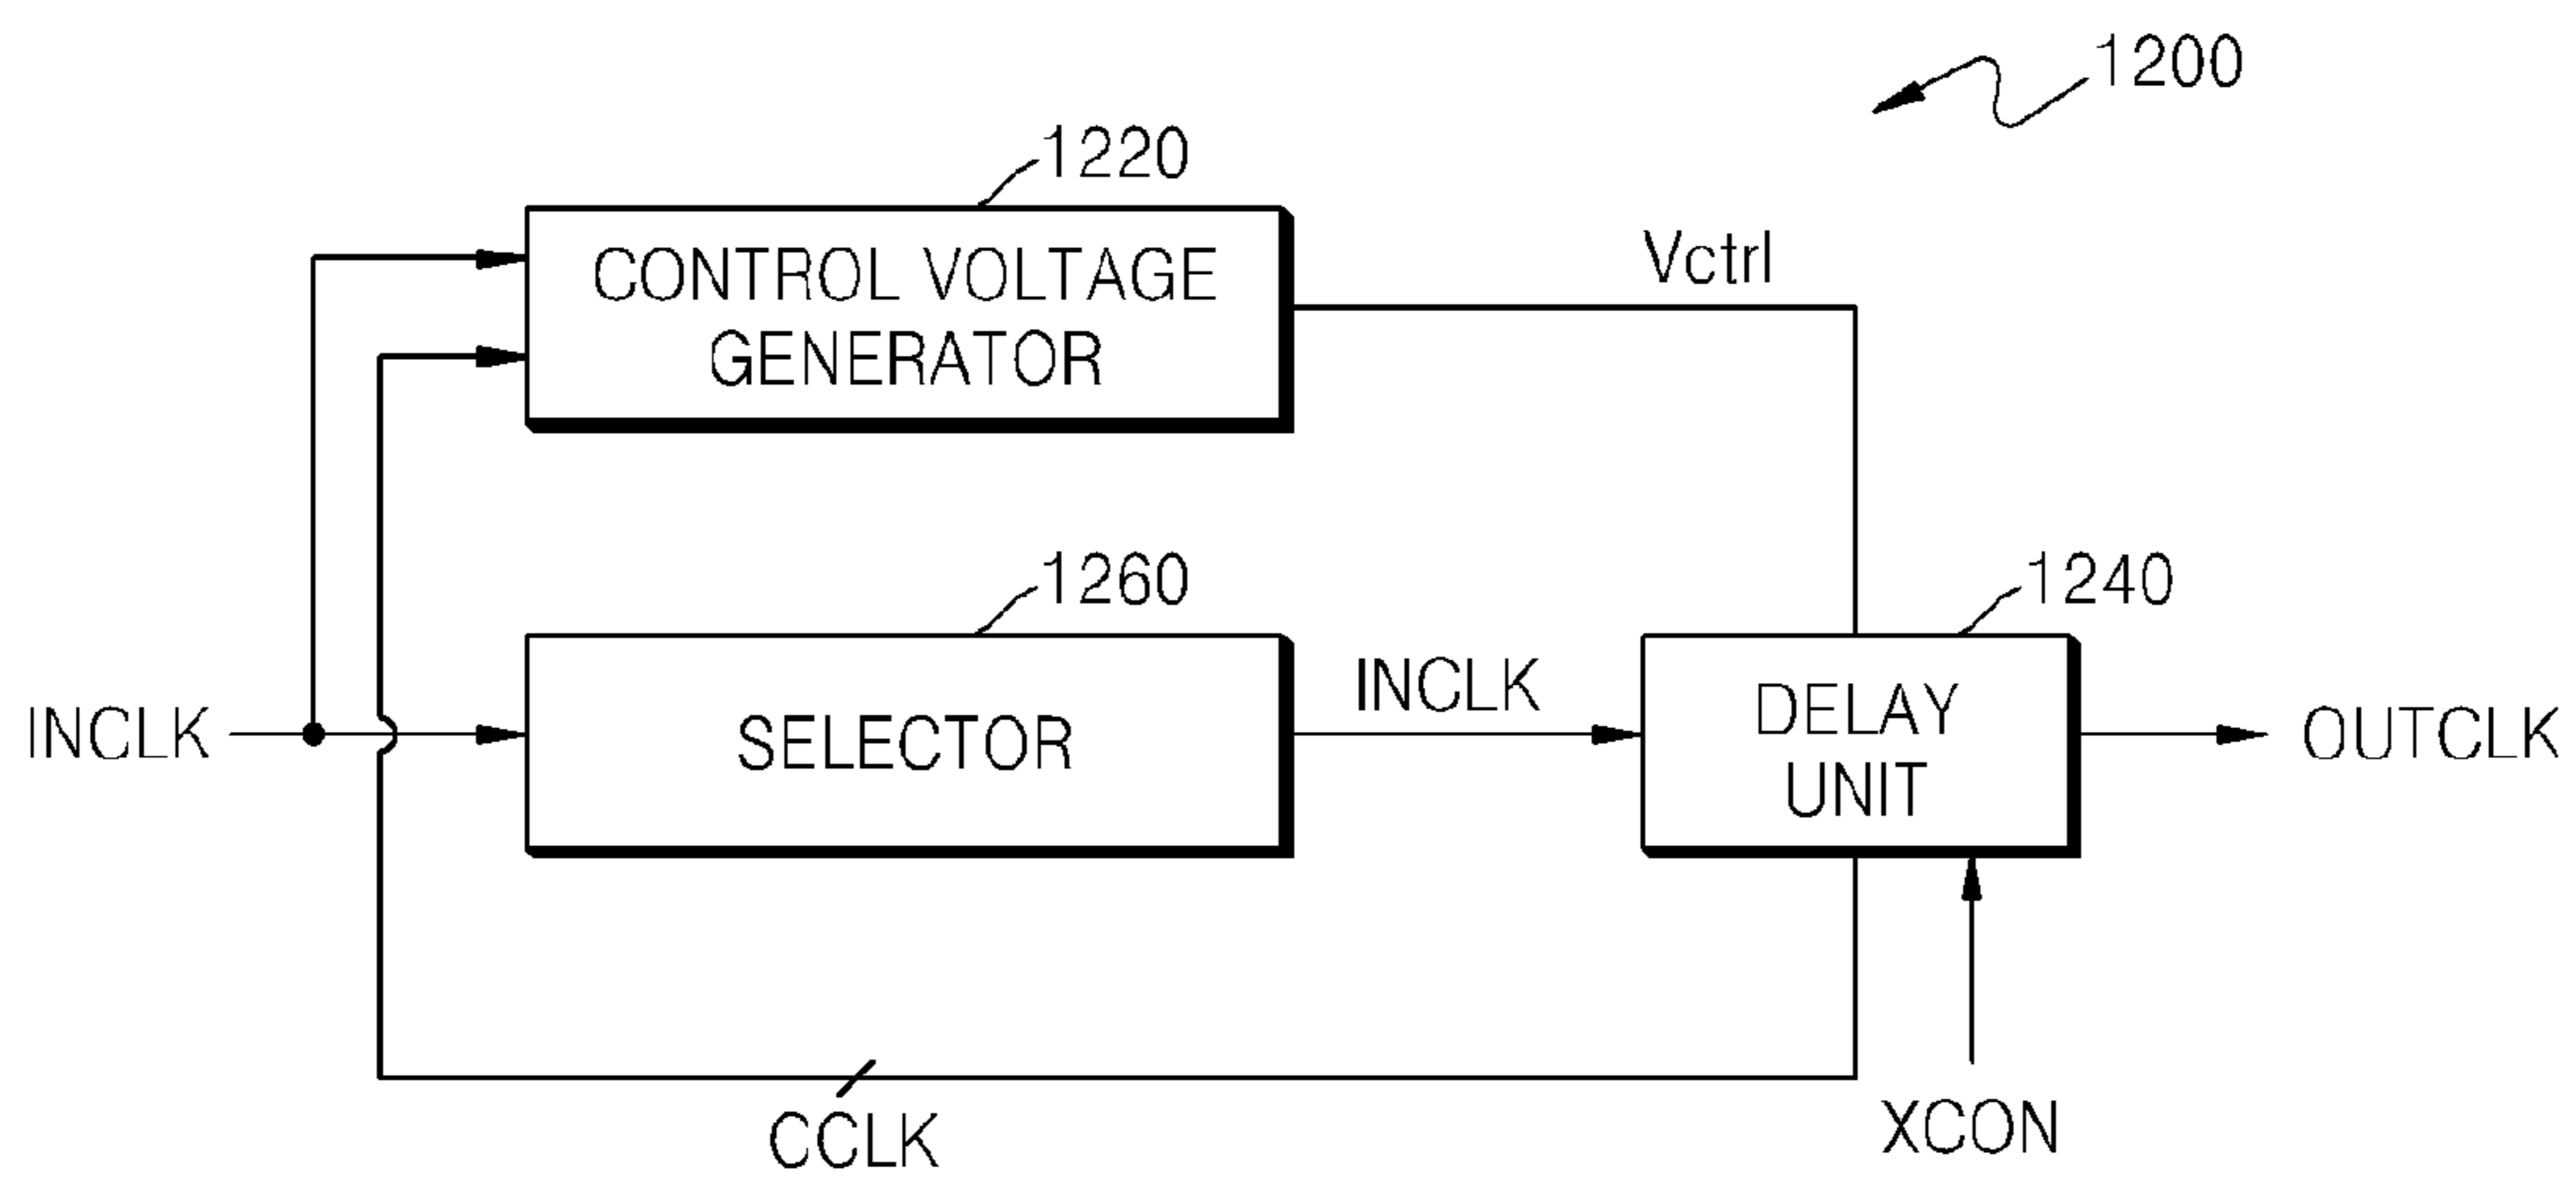 1200
1220
CONTROL VOLTAGE
GENERATOR
Vctrl
1260
1240
INCLK
SELECTOR
INCLK
DELAY
UNIT
OUTCLK
CCLK
XCON